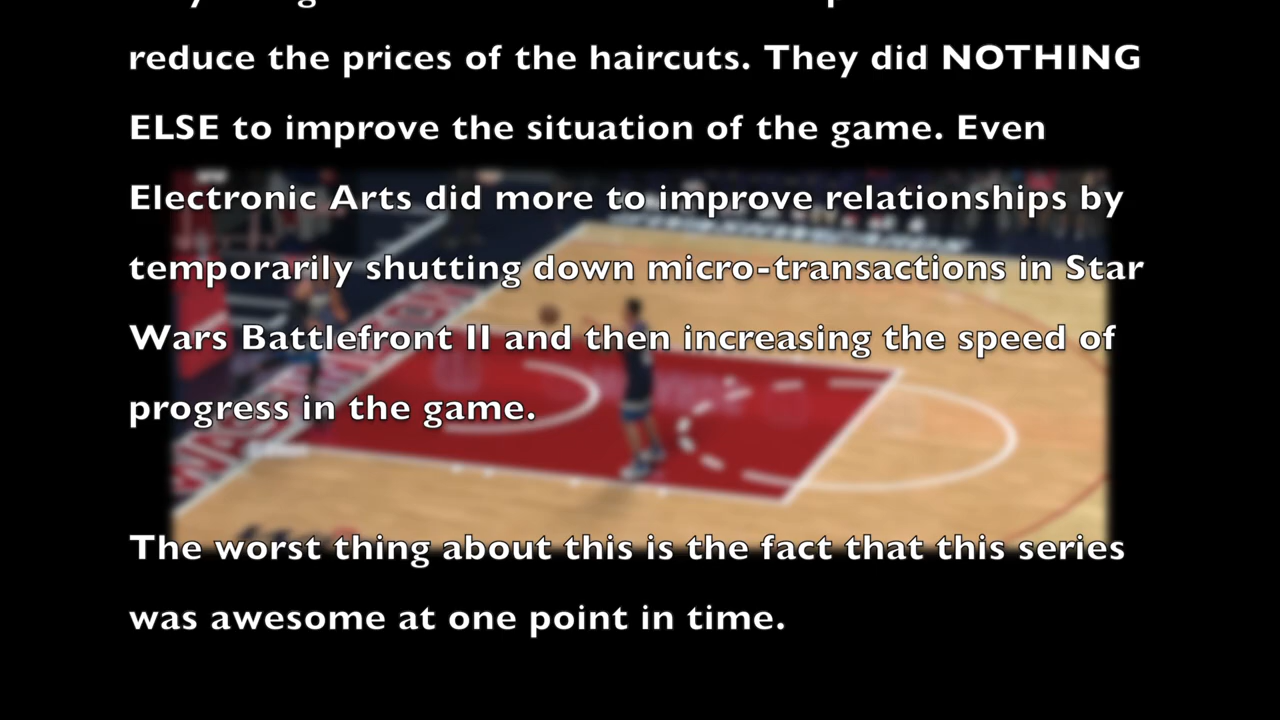 reduce the prices of the haircuts. They did NOTHING
ELSE to improve the situation of the game. Even
Electronic Arts did more to improve relationships by
temporarily shutting down micro-transactions in Star
Wars Battlefront II and then increasing the speed of
progress in the game.
The worst thing about this is the fact that this series
was awesome at one point in time.